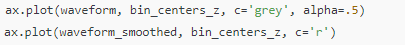 ax.plot(waveform, bin_centers_z, c='grey', alpha=.5)
ax.plot(waveform_smoothed, bin_centers_z, c='r')